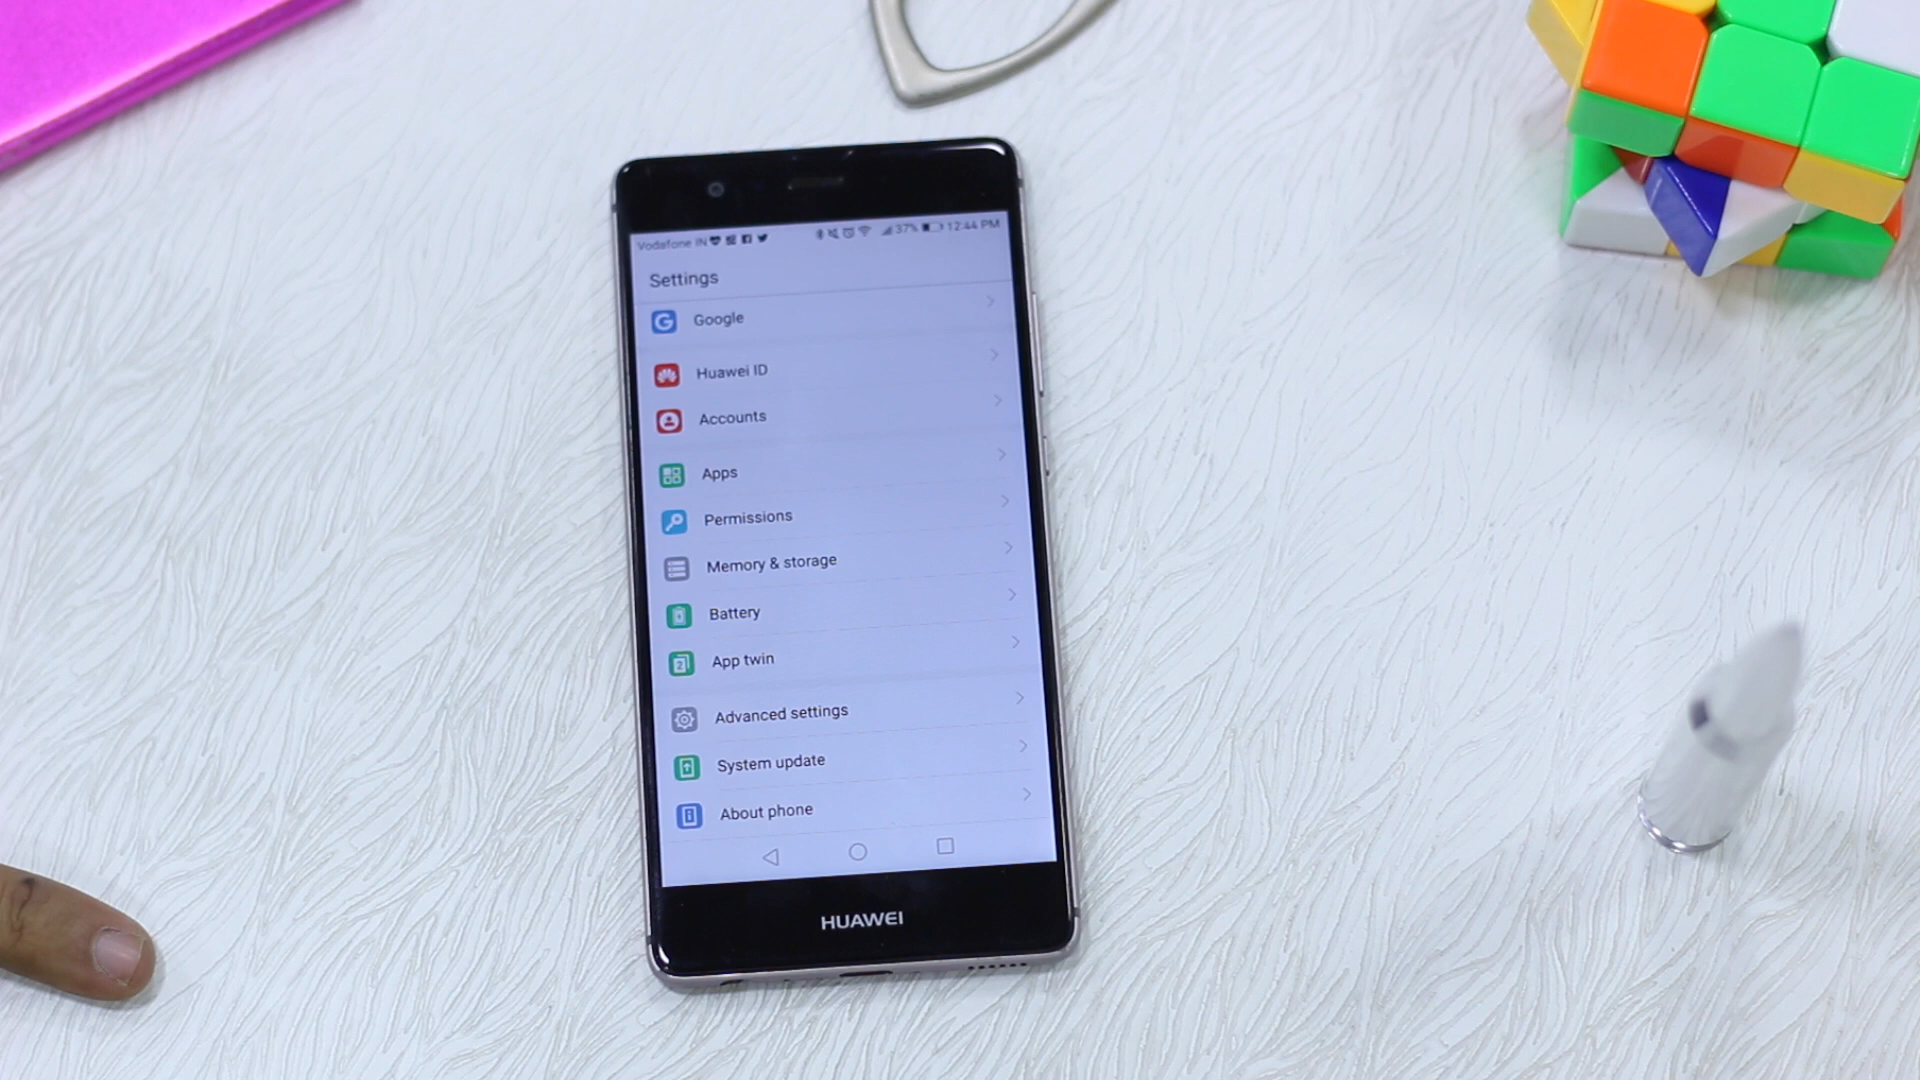 Vodafone IN 37% 12:44 PM
Settings
Google
Huawei ID
Accounts
Apps
Permissions
Memory & storage
Battery
App twin
Advanced settings
System update
About phone
HUAWEI